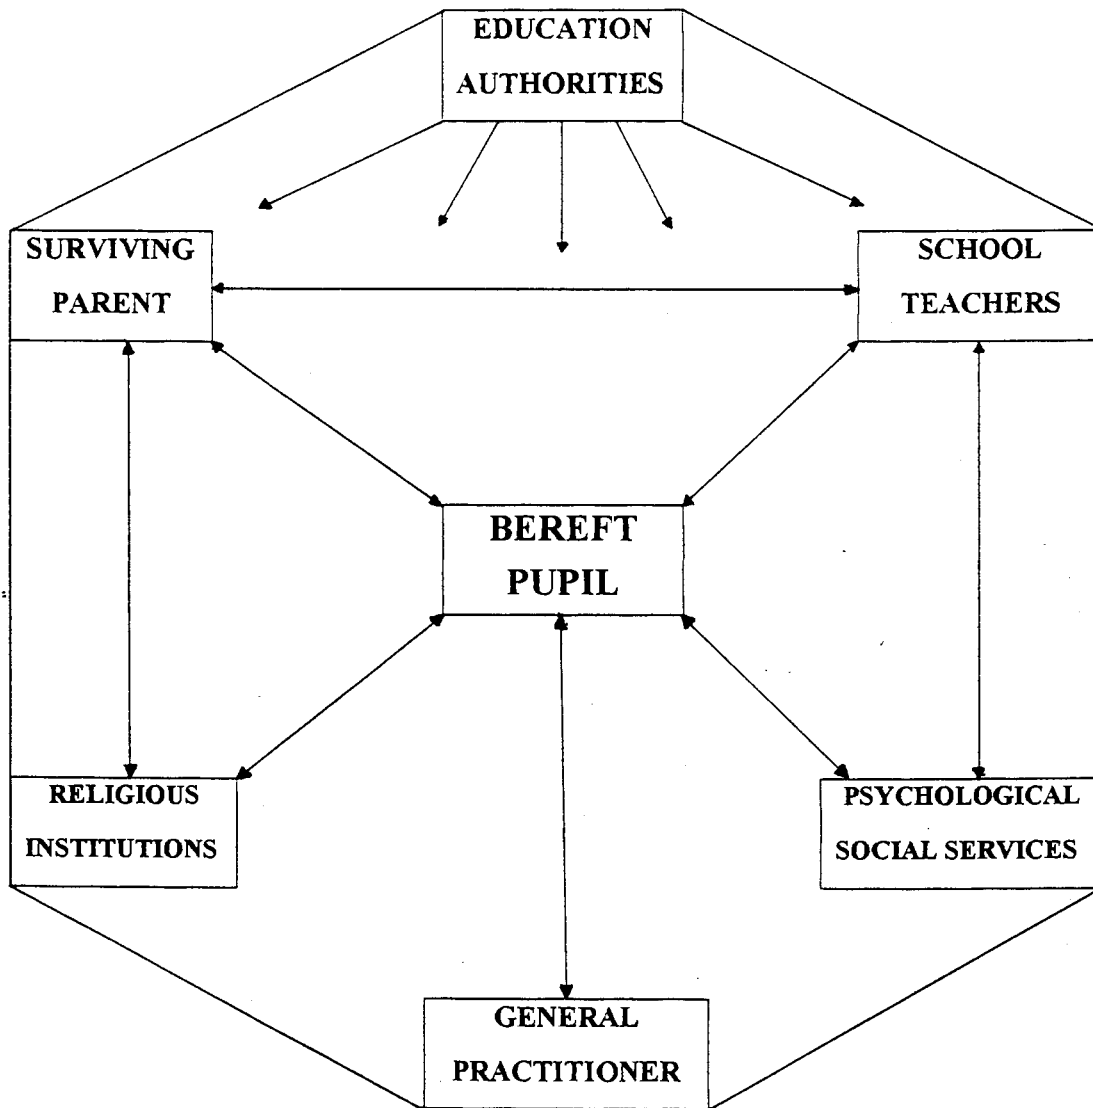 EDUCATION
AUTHORITIES
SURVIVING
PARENT
SCHOOL
TEACHERS
BEREFT
PUPIL
RELIGIOUS
INSTITUTIONS
PSYCHOLOGICAL
SOCIAL SERVICES
GENERAL
PRACTITIONER